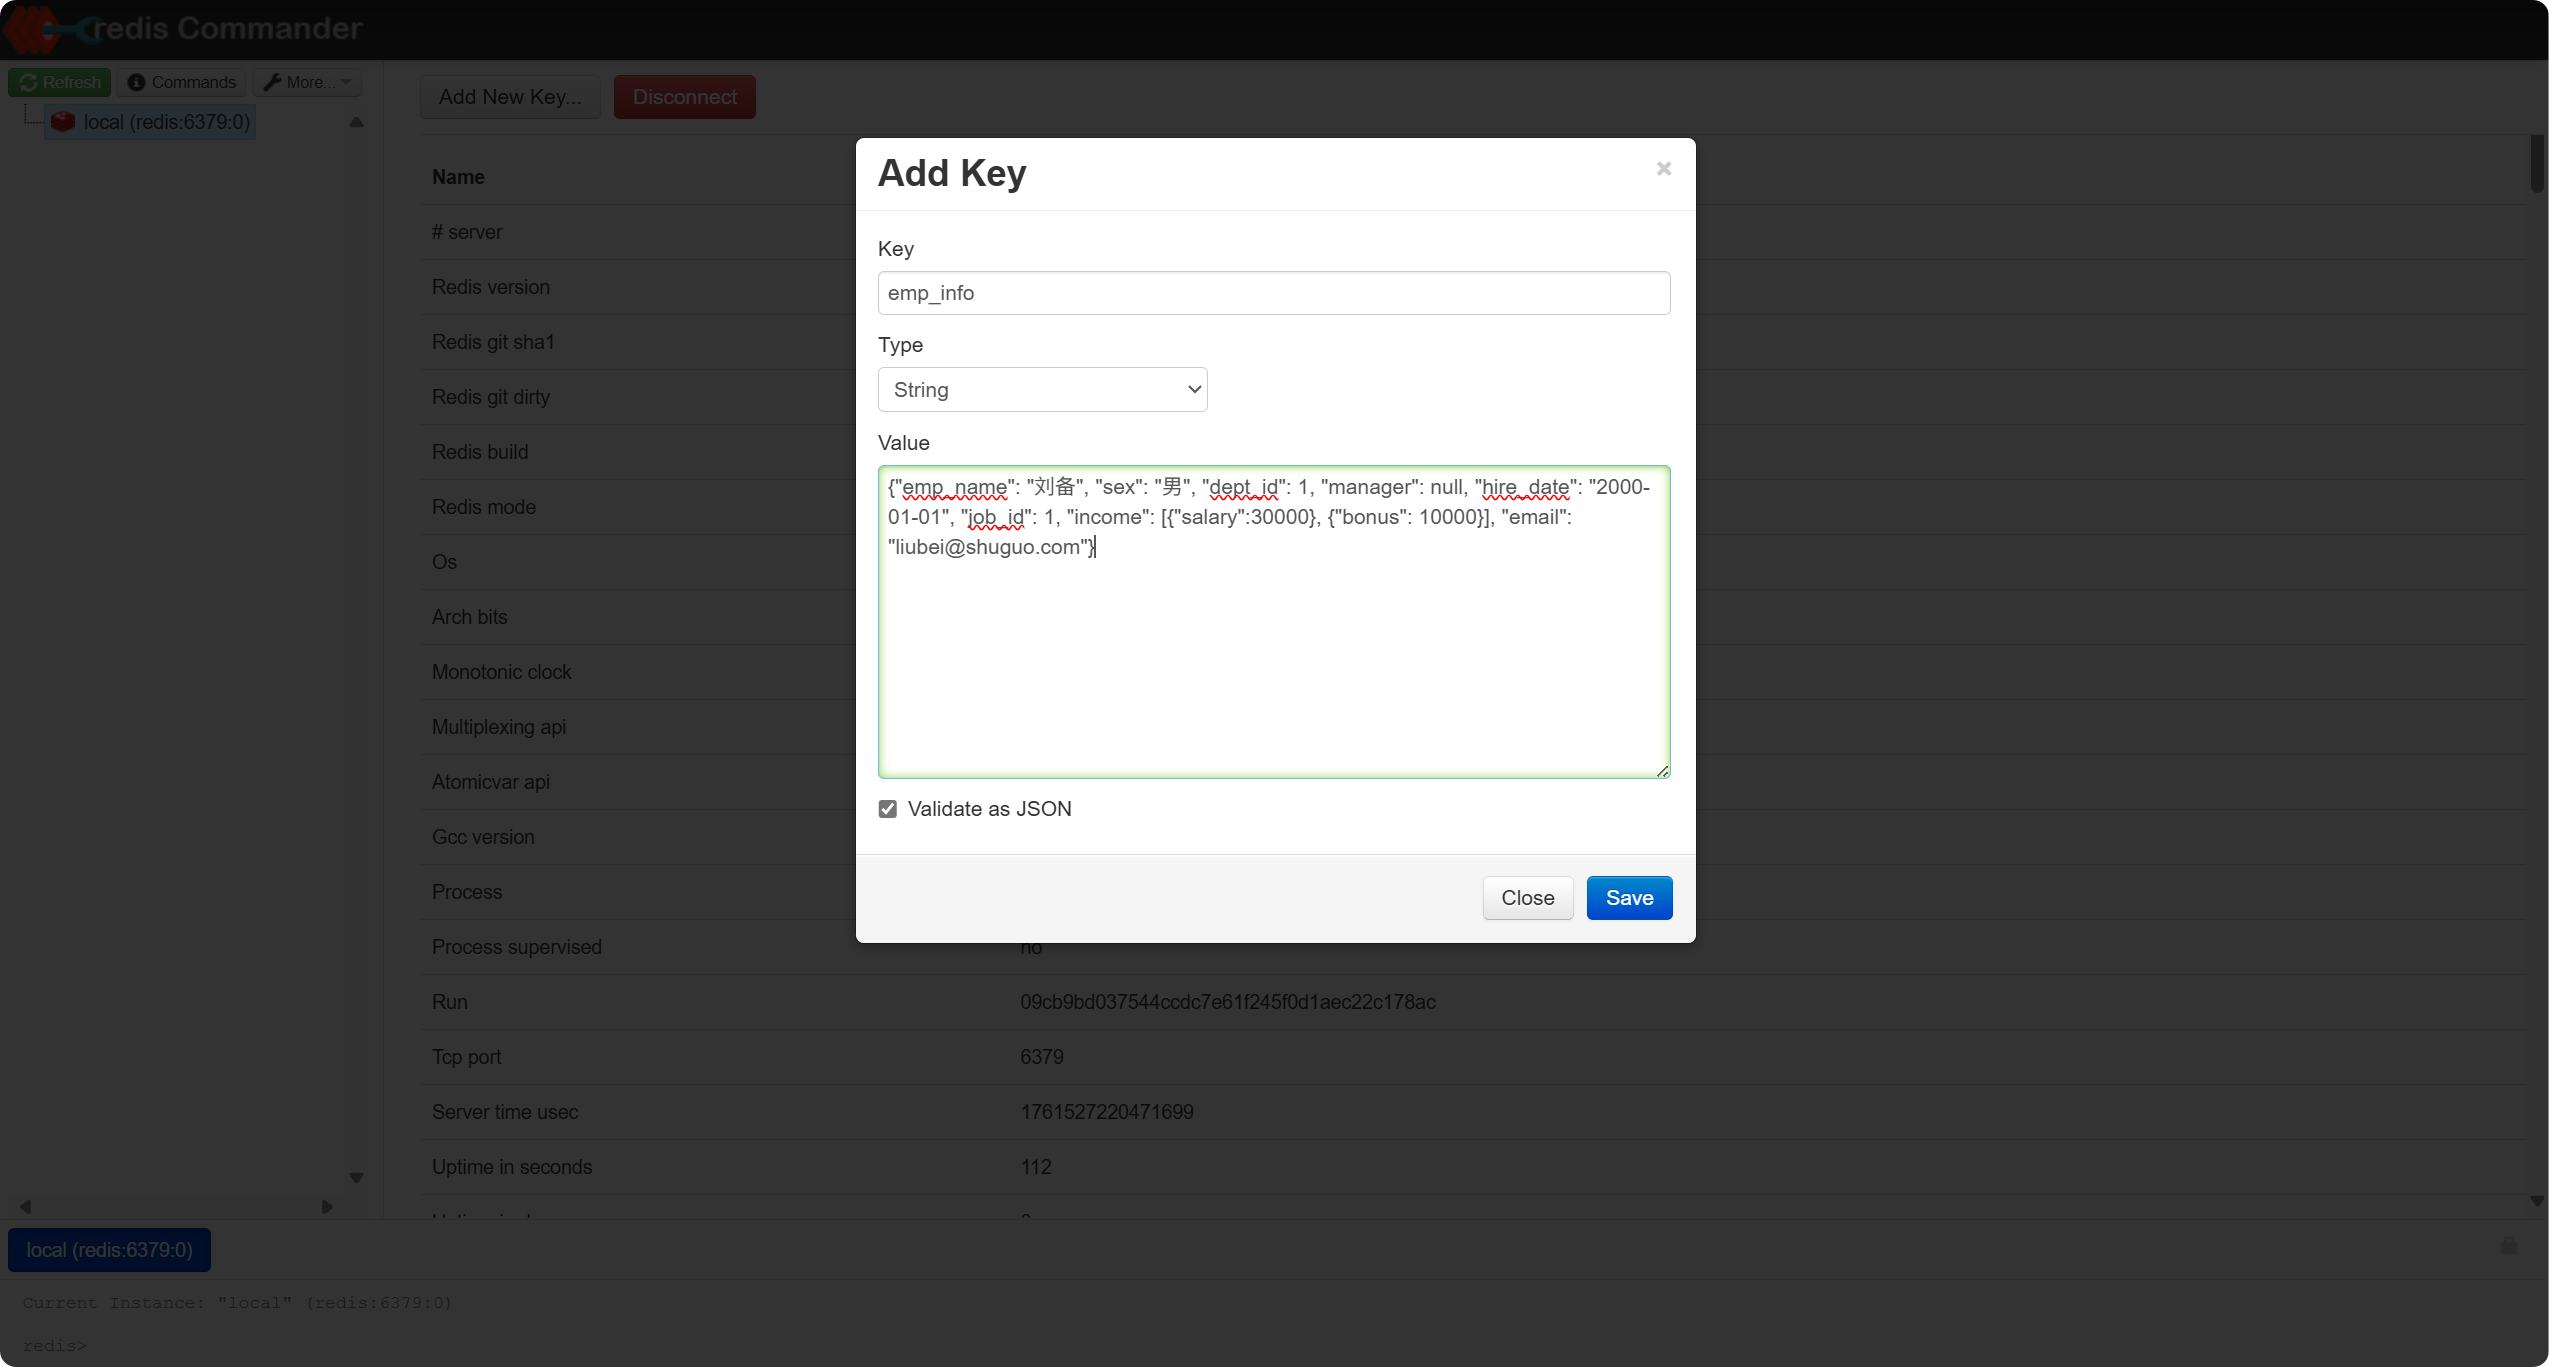 redis Commander
Refresh
Commands
More...
local (redis:6379:0)
Add New Key...
Disconnect
Name
# server
Redis version
Redis git sha1
Redis git dirty
Redis build
Redis mode
Os
Arch bits
Monotonic clock
Multiplexing api
Atomicvar api
Gcc version
Process
Process supervised
no
Run
09cb9bd037544ccdc7e61f245f0d1aec22c178ac
Tcp port
6379
Server time usec
1761527220471699
Uptime in seconds
112
Add Key
×
Key
emp_info
Type
String
Value
{"emp_name": "刘备", "sex": "男", "dept_id": 1, "manager": null, "hire_date": "2000-
01-01", "job_id": 1, "income": [{"salary":30000}, {"bonus": 10000}], "email":
"liubei@shuguo.com"}
Validate as JSON
Close
Save
local (redis:6379:0)
Current Instance: "local" (redis:6379:0)
redis>